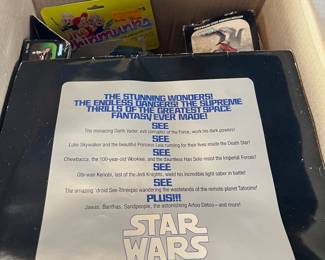 Chipmunks
THE STUNNING WONDERS!
THE ENDLESS DANGERS! THE SUPREME
THRILLS OF THE GREATEST SPACE
FANTASY EVER MADE!
SEE
The menacing Darth Vader, evil corruptor of the Force, work his dark powers!
SEE
Luke Skywalker and the beautiful Princess Leia running for their lives inside the Death Star!
SEE
Chewbacca, the 100-year-old Wookiee, and the dauntless Han Solo resist the Imperial Forces!
SEE
Obi-wan Kenobi, last of the Jedi Knights, wield his incredible light saber in battle!
SEE
The amazing 'droid See-Threepio wandering the wastelands of the remote planet Tatooine!
PLUS!!!
Jawas, Banthas, Sandpeople, the astonishing Artoo Detoo—and more!
STAR
WARS